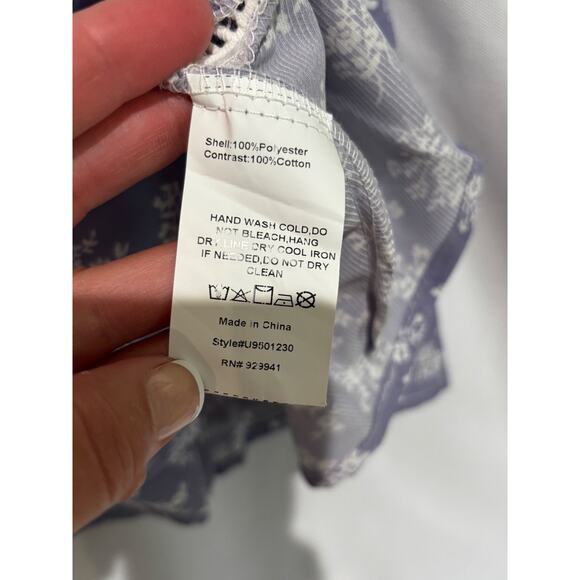 Shell:100%Polyester
Contrast:100%Cotton
HAND WASH COLD,DO
NOT BLEACH,HANG
DRY LINE DRY COOL IRON
IF NEEDED,DO NOT DRY
CLEAN
Made in China
Style#U9501230
RN# 929941